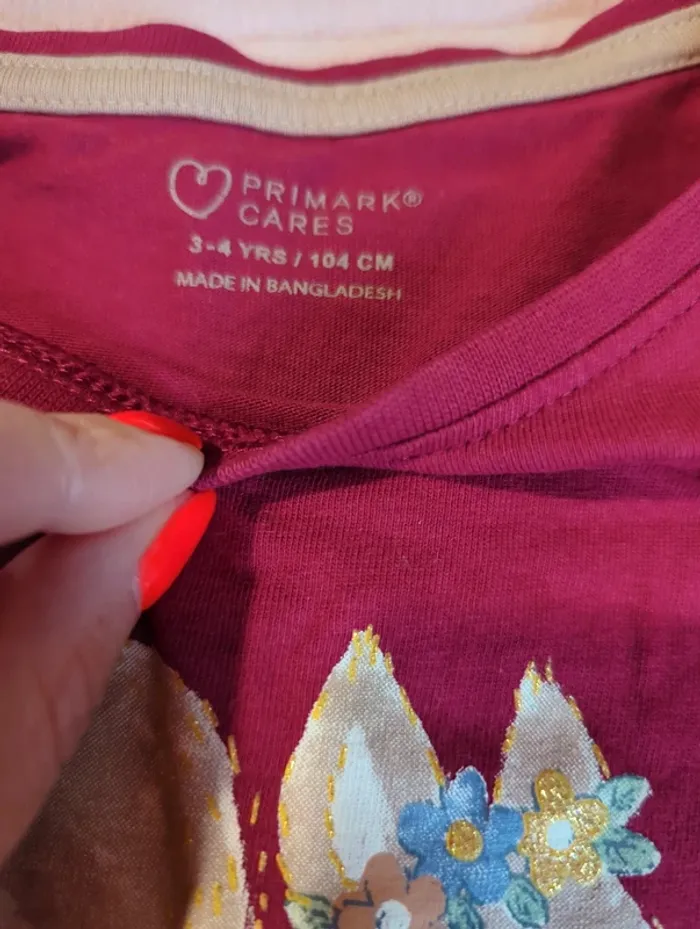 PRIMARK®
CARES
3-4 YRS / 104 CM
MADE IN BANGLADESH